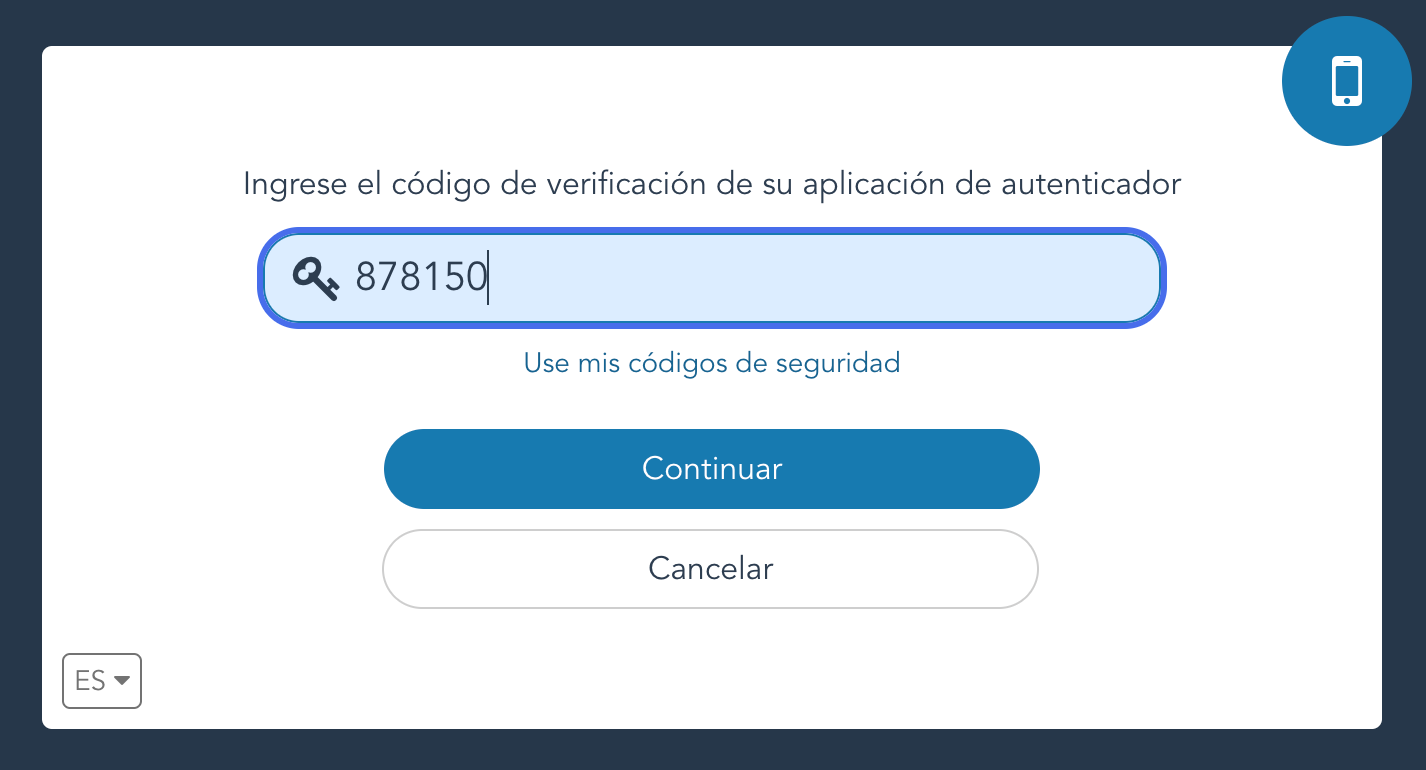 Ingrese el código de verificación de su aplicación de autenticador
878150
Use mis códigos de seguridad
Continuar
Cancelar
ES